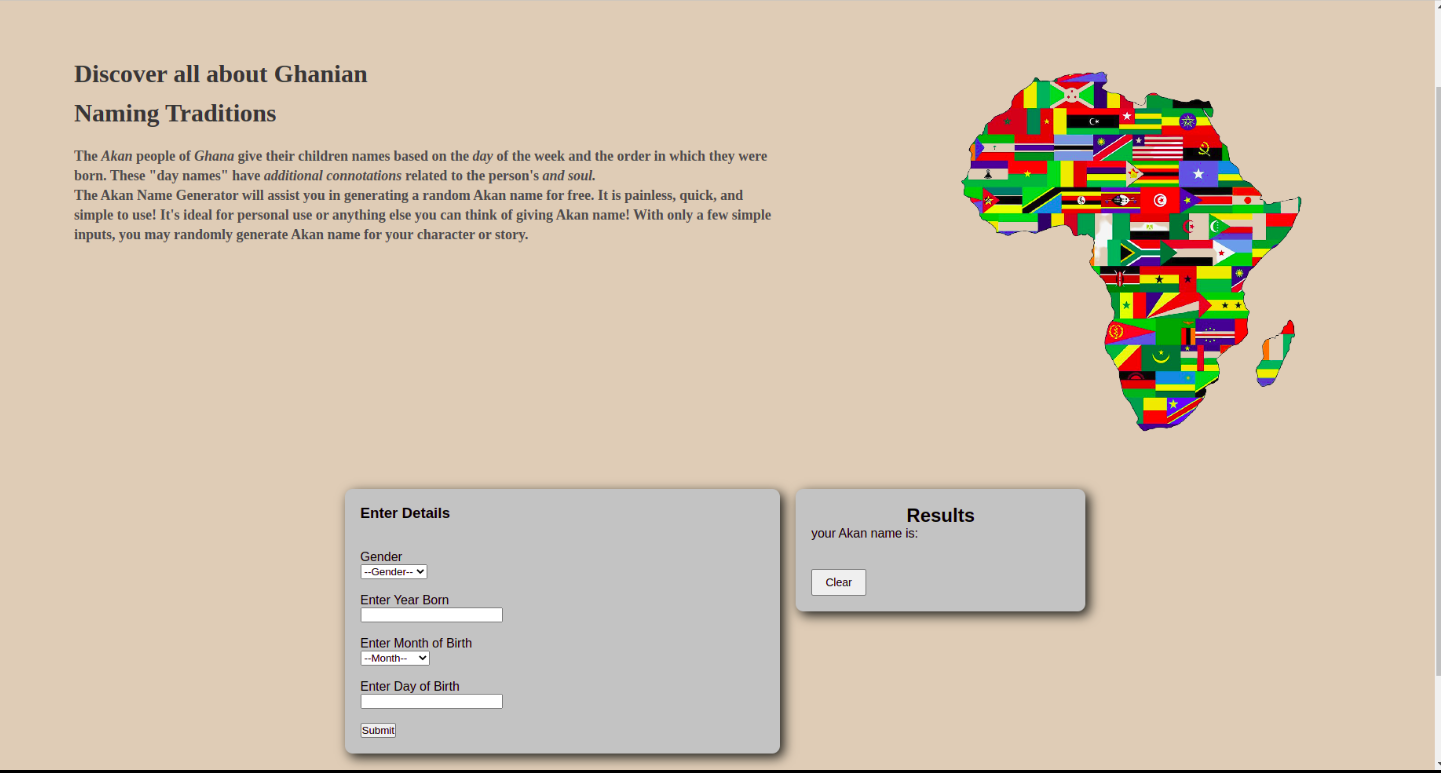 Discover all about Ghanian
Naming Traditions
The Akan people of Ghana give their children names based on the day of the week and the order in which they were
born. These "day names" have additional connotations related to the person's and soul.
The Akan Name Generator will assist you in generating a random Akan name for free. It is painless, quick, and
simple to use! It's ideal for personal use or anything else you can think of giving Akan name! With only a few simple
inputs, you may randomly generate Akan name for your character or story.
Enter Details
Gender
--Gender--
Enter Year Born
Enter Month of Birth
--Month--
Enter Day of Birth
Submit
Results
your Akan name is:
Clear